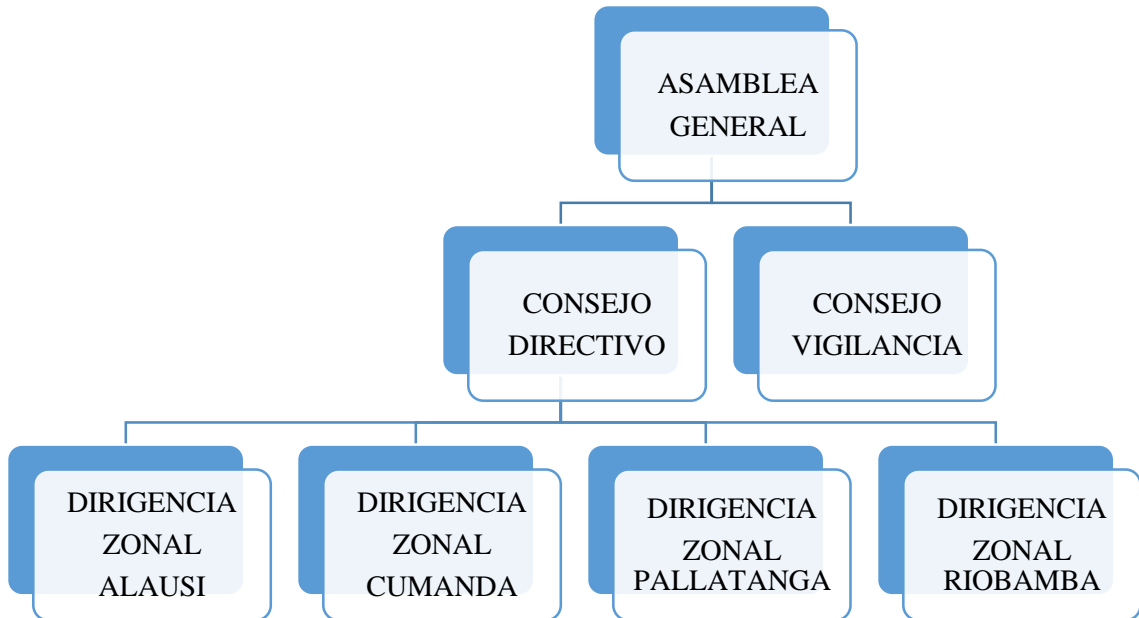 ASAMBLEA
GENERAL
CONSEJO
DIRECTIVO
CONSEJO
VIGILANCIA
DIRIGENCIA
ZONAL
ALAUSI
DIRIGENCIA
ZONAL
CUMANDA
DIRIGENCIA
ZONAL
PALLATANGA
DIRIGENCIA
ZONAL
RIOBAMBA